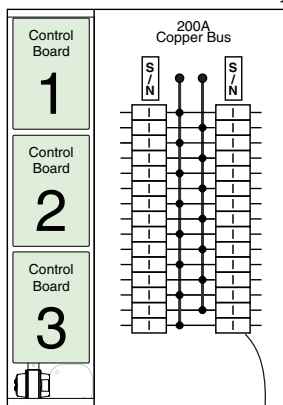 Control
Board
1
Control
Board
2
Control
Board
3
200A
Copper Bus
S/N
S/N